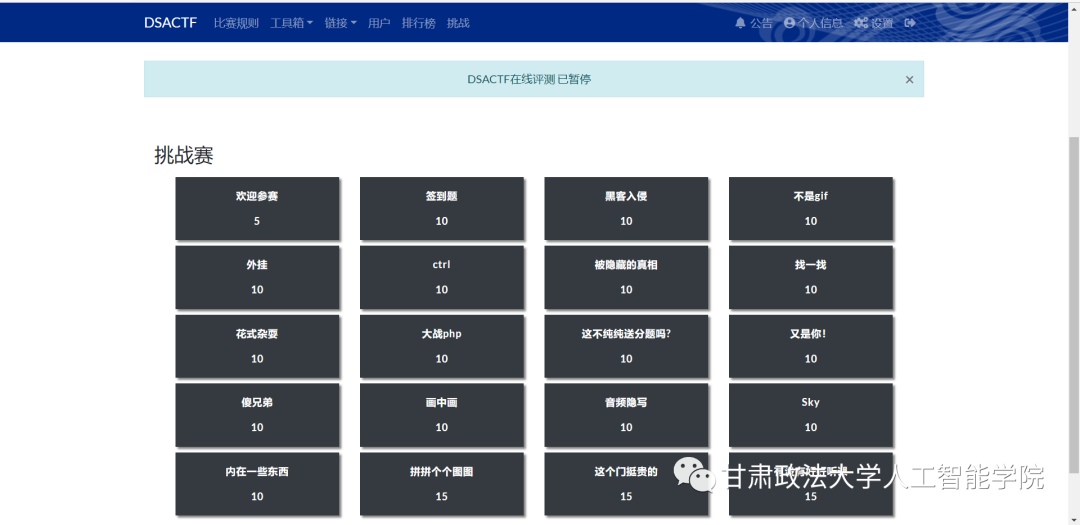 DSACTF 比赛规则 工具箱 链接 用户 排行榜 挑战 公告 个人信息 设置
DSACTF在线评测 已暂停 ×
挑战赛
欢迎参赛 签到题 黑客入侵 不是gif
5 10 10 10
外挂 ctrl 被隐藏的真相 找一找
10 10 10 10
花式杂耍 大战php 这不纯纯送分题吗? 又是你!
10 10 10 10
傻兄弟 画中画 音频隐写 Sky
10 10 10 10
内在一些东西 拼拼个个图图 这个门挺贵的
甘肃政法大学人工智能学院
10 15 15 15